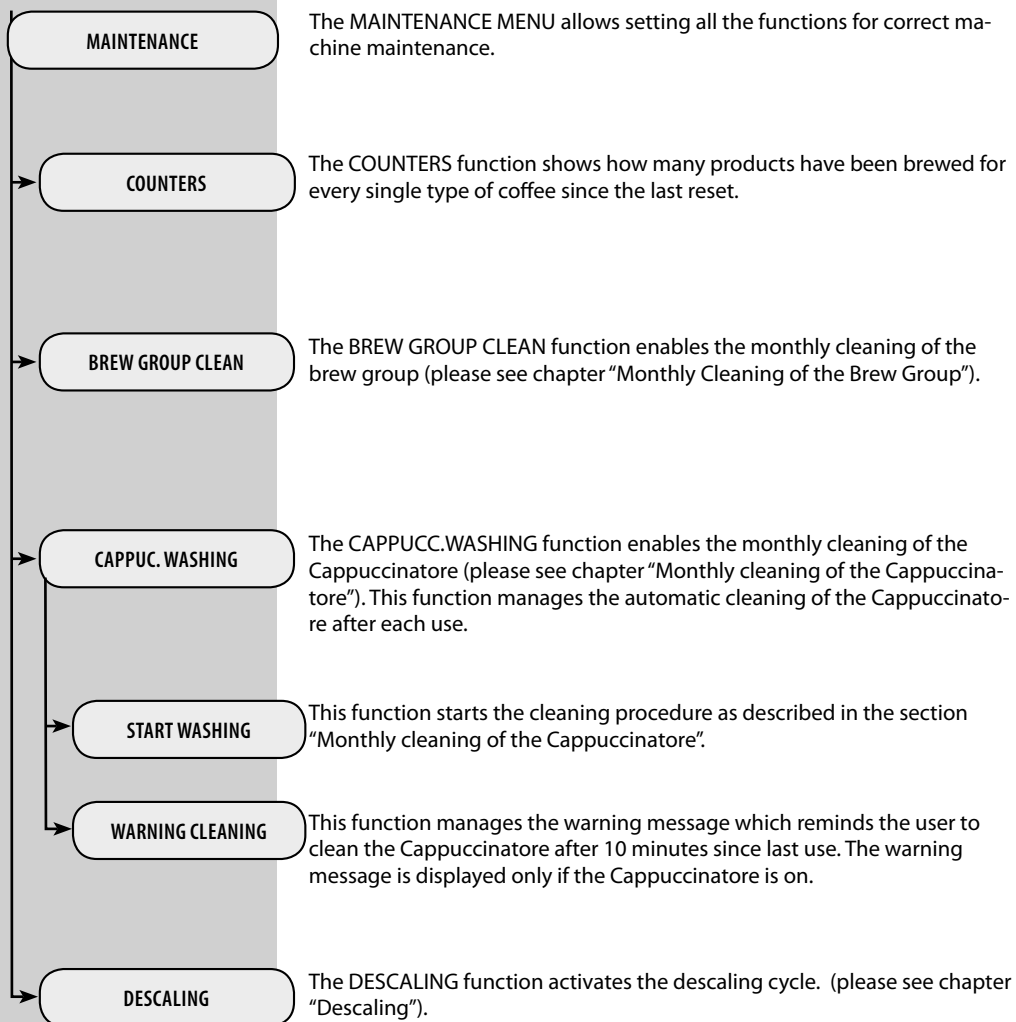 MAINTENANCE
The MAINTENANCE MENU allows setting all the functions for correct ma-
chine maintenance.
COUNTERS
The COUNTERS function shows how many products have been brewed for
every single type of coffee since the last reset.
BREW GROUP CLEAN
The BREW GROUP CLEAN function enables the monthly cleaning of the
brew group (please see chapter “Monthly Cleaning of the Brew Group”).
CAPPUC. WASHING
The CAPPUCC.WASHING function enables the monthly cleaning of the
Cappuccinatore (please see chapter “Monthly cleaning of the Cappuccina-
tore”). This function manages the automatic cleaning of the Cappuccinato-
re after each use.
START WASHING
This function starts the cleaning procedure as described in the section
“Monthly cleaning of the Cappuccinatore”.
WARNING CLEANING
This function manages the warning message which reminds the user to
clean the Cappuccinatore after 10 minutes since last use. The warning
message is displayed only if the Cappuccinatore is on.
DESCALING
The DESCALING function activates the descaling cycle. (please see chapter
“Descaling”).